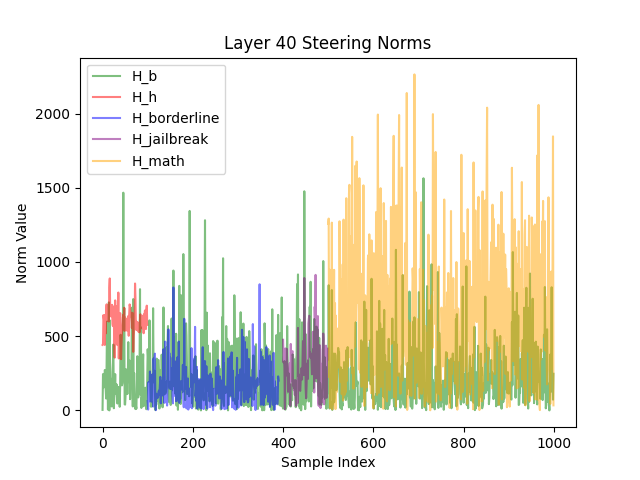 Layer 40 Steering Norms
H_b
H_h
H_borderline
H_jailbreak
H_math
Norm Value
2000
1500
1000
500
0
0 200 400 600 800 1000
Sample Index